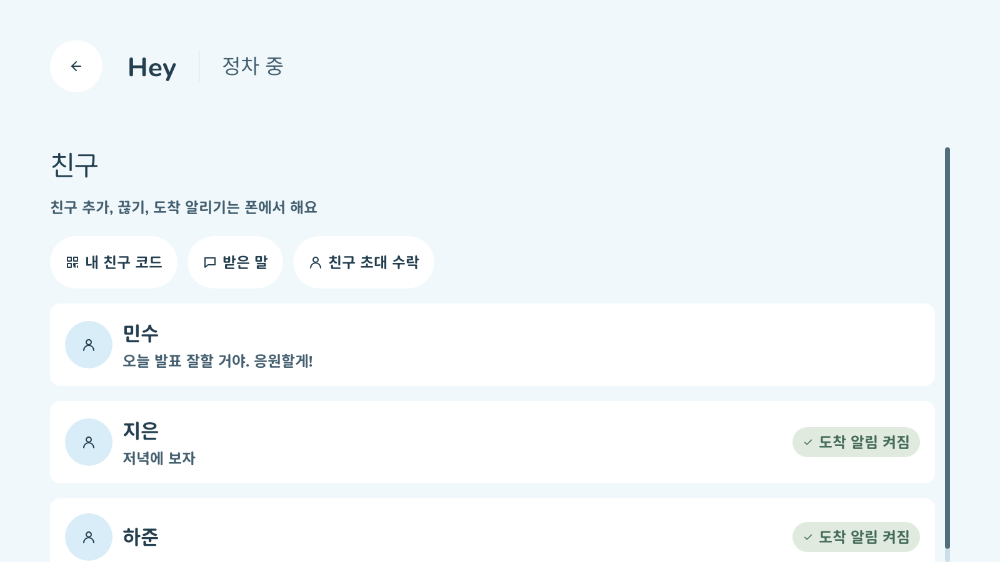 Hey
정차 중
친구
친구 추가, 끊기, 도착 알리기는 폰에서 해요
내 친구 코드
받은 말
친구 초대 수락
민수
오늘 발표 잘할 거야. 응원할게!
지은
저녁에 보자
도착 알림 켜짐
하준
도착 알림 켜짐